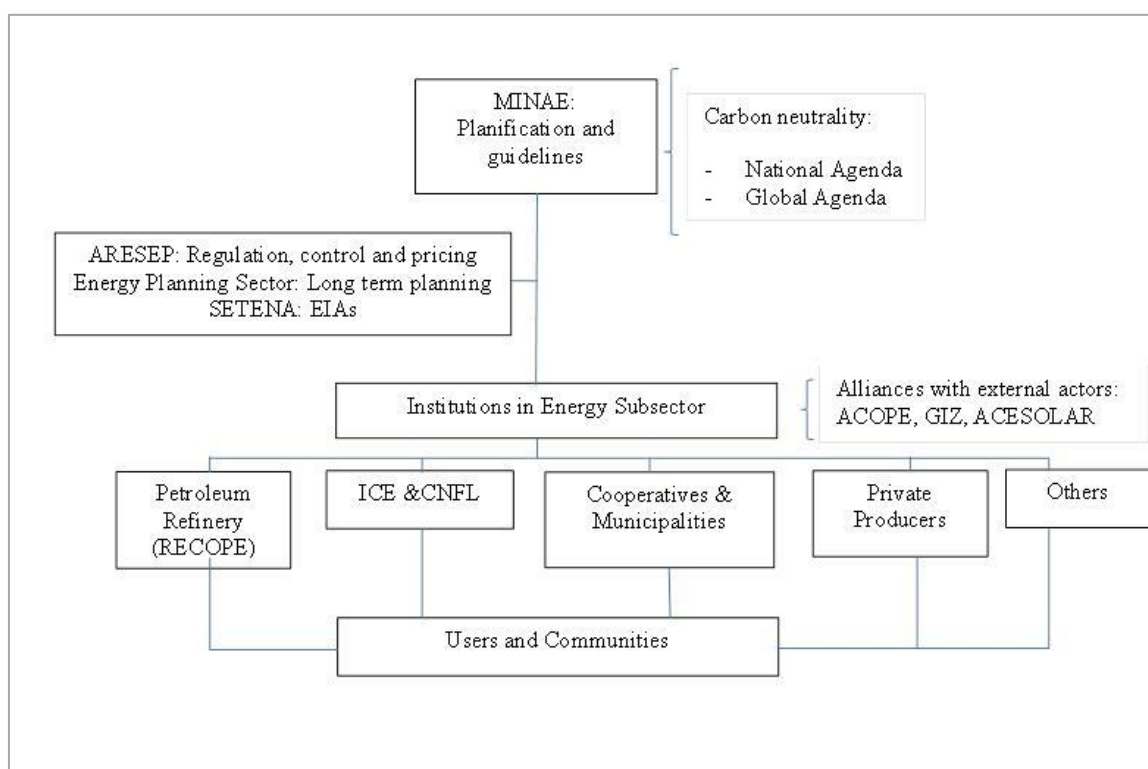 MINAE:
Planification and
guidelines
Carbon neutrality:
- National Agenda
- Global Agenda
ARESEP: Regulation, control and pricing
Energy Planning Sector: Long term planning
SETENA: EIAs
Institutions in Energy Subsector
Alliances with external actors:
ACOPE, GIZ, ACESOLAR
Petroleum
Refinery
(RECOPE)
ICE &CNFL
Cooperatives &
Municipalities
Private
Producers
Others
Users and Communities